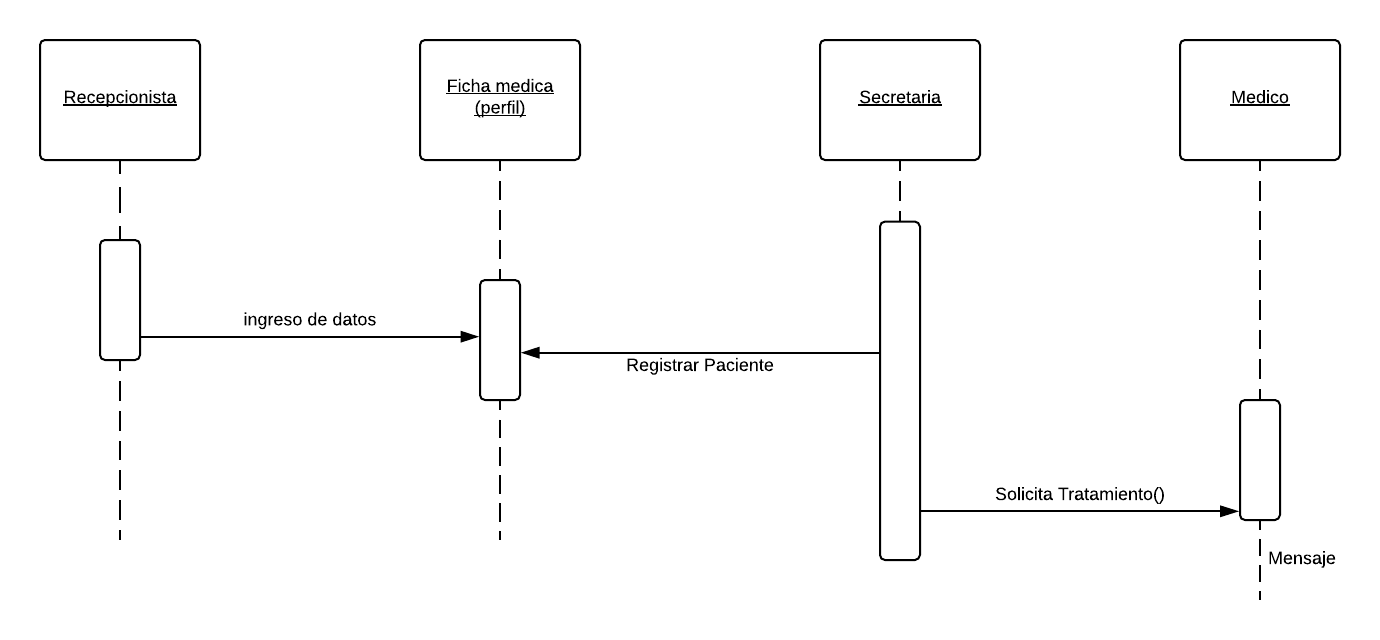 Recepcionista
Ficha medica
(perfil)
Secretaria
Medico
ingreso de datos
Registrar Paciente
Solicita Tratamiento()
Mensaje